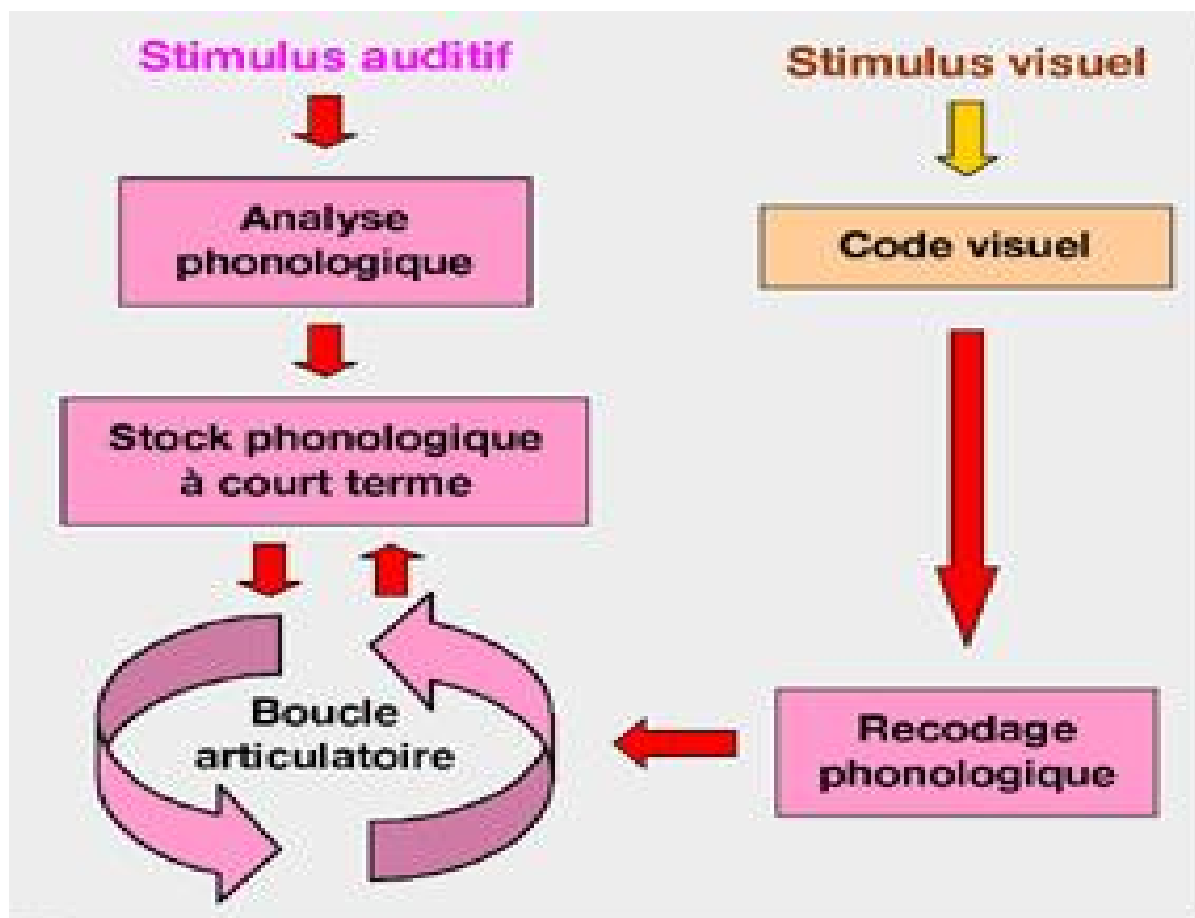 Stimulus auditif
Analyse
phonologique
Stock phonologique
à court terme
Boucle
articulatoire
Stimulus visuel
Code visuel
Recodage
phonologique